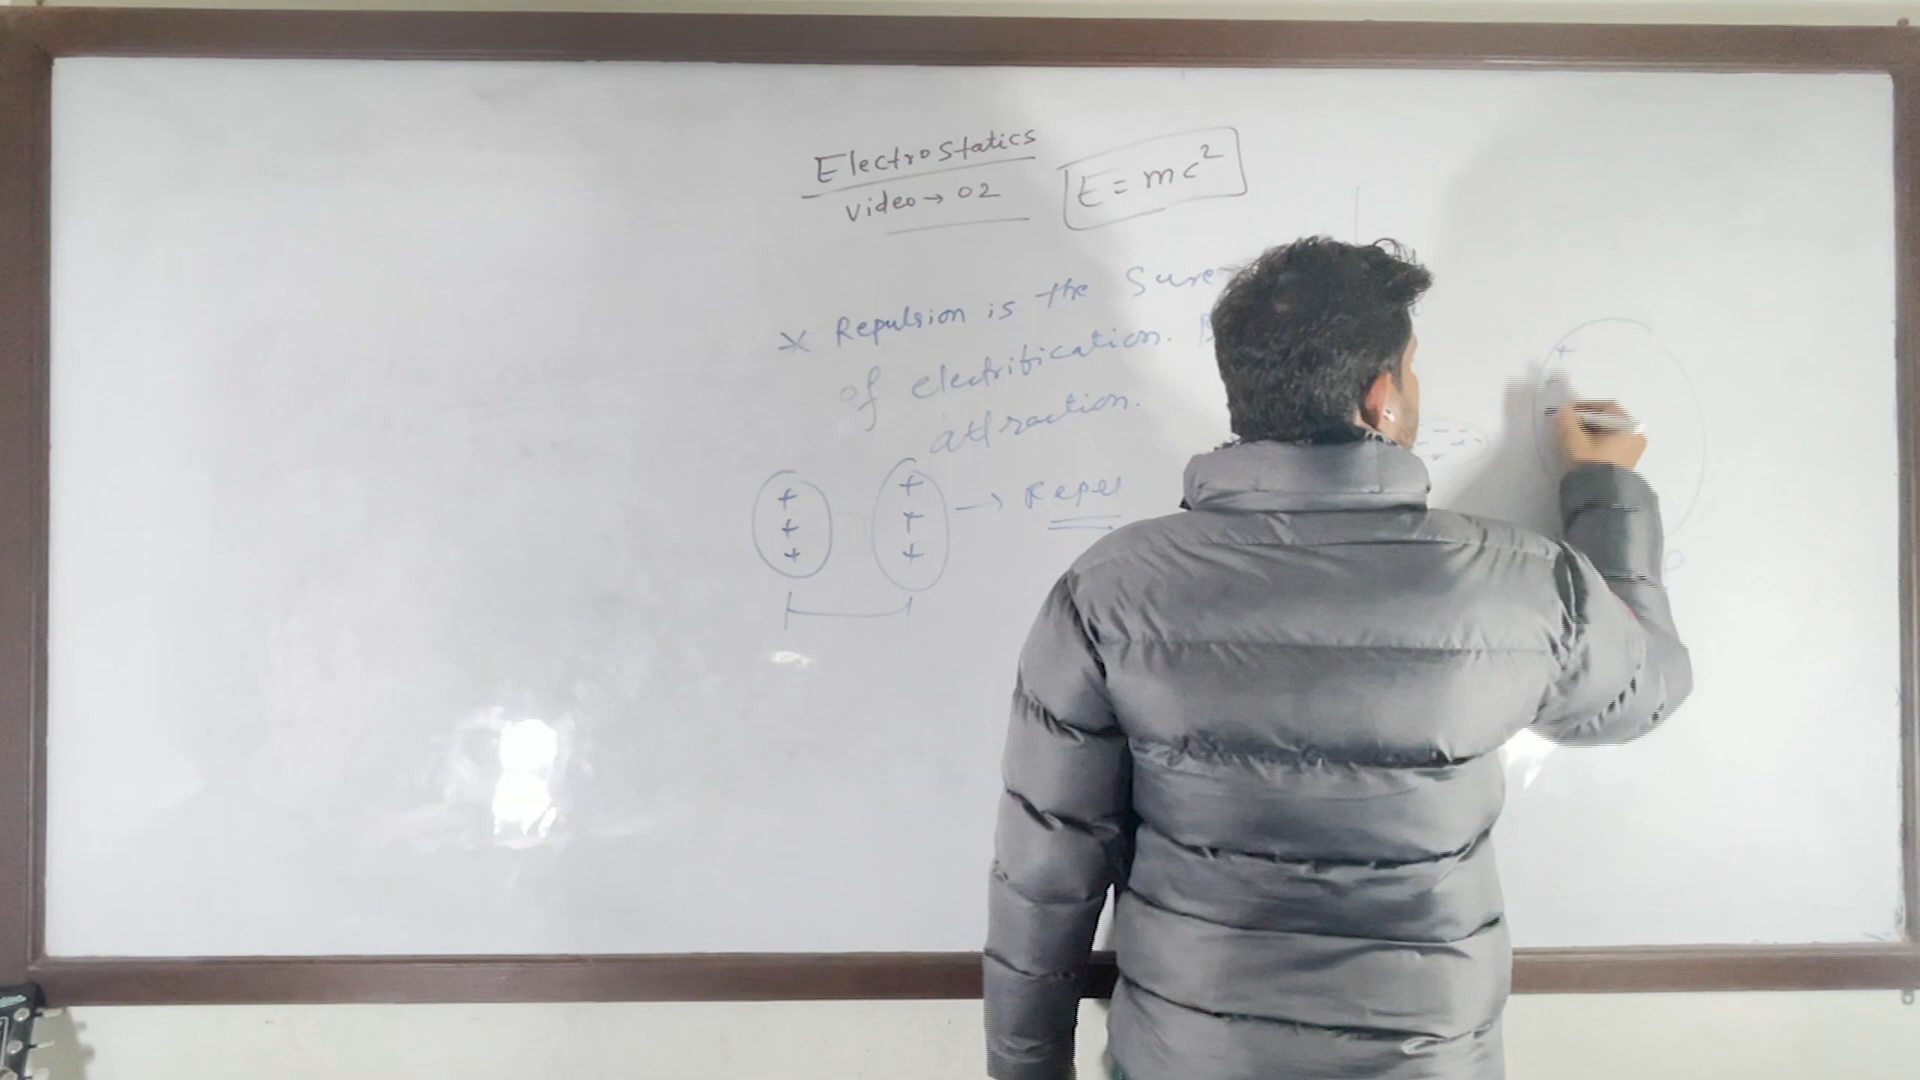 Electrostatics
Video → 02
E = mc²
* Repulsion is the Sure
of electrification.
attraction.
+ +
+ + → Repel
+ +
+